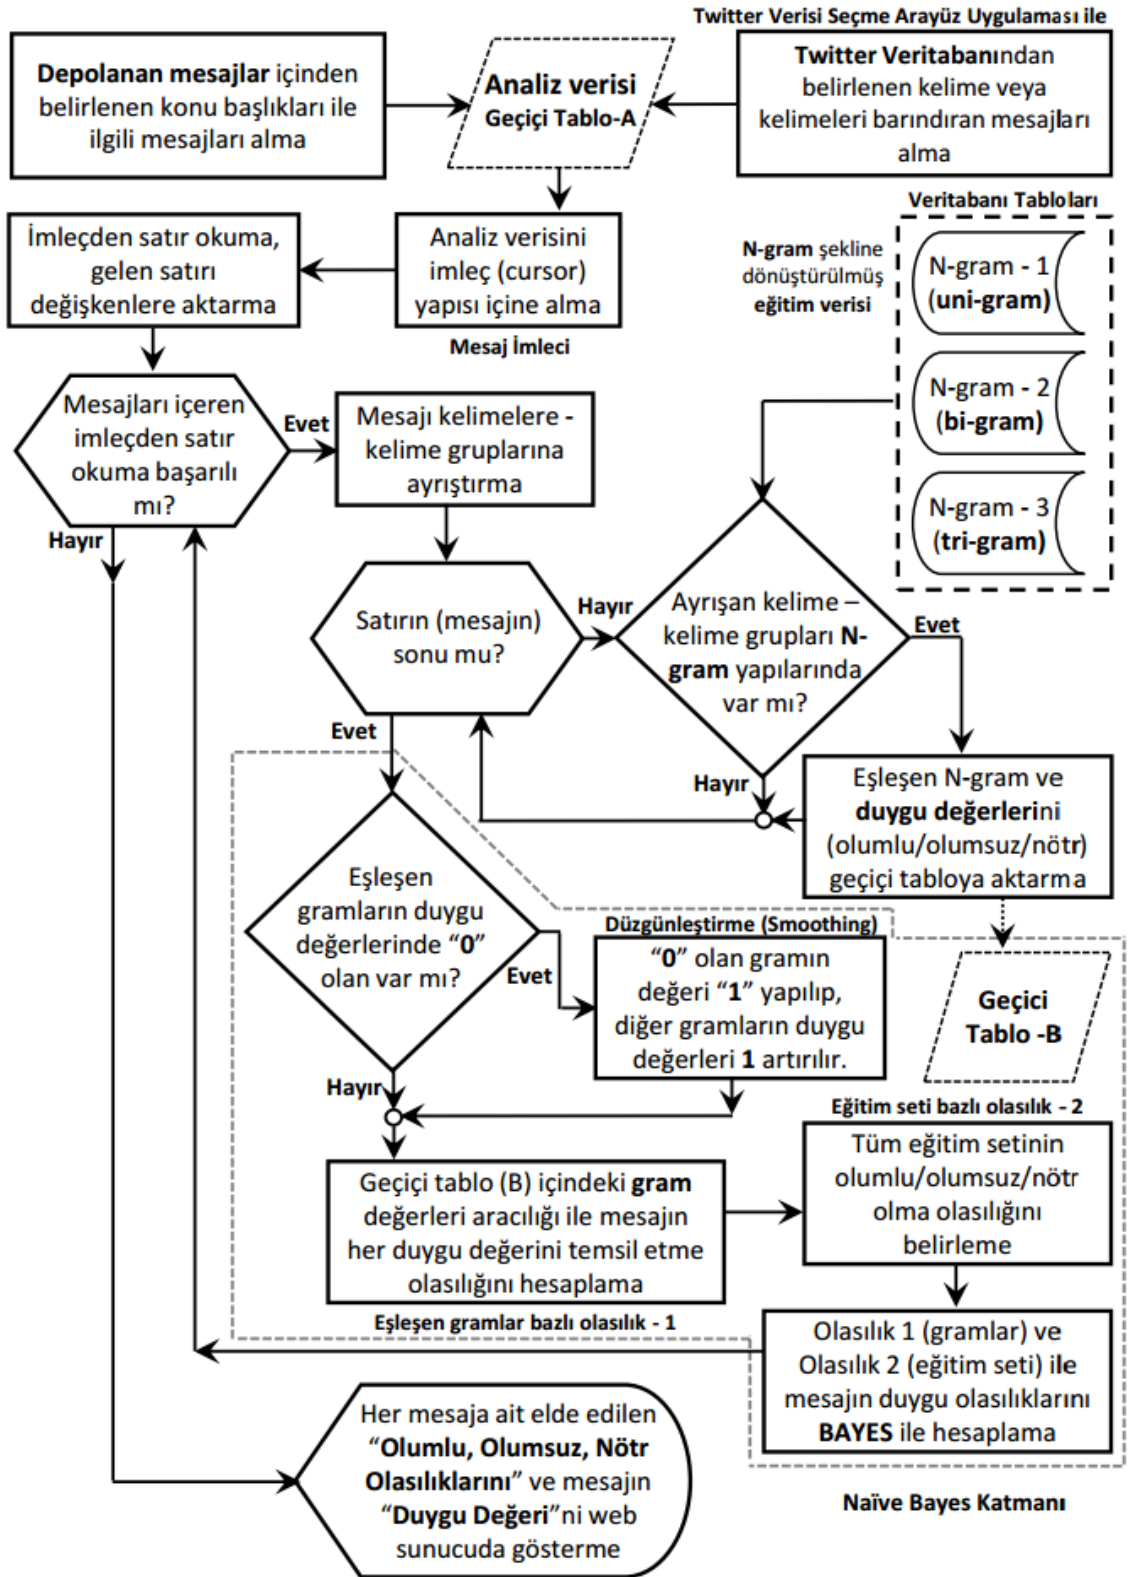 Twitter Verisi Seçme Arayüz Uygulaması ile
Depolanan mesajlar içinden
belirlenen konu başlıkları ile
ilgili mesajları alma
Analiz verisi
Geçiçi Tablo-A
Twitter Veritabanından
belirlenen kelime veya
kelimeleri barındıran mesajları
alma
İmleçden satır okuma,
gelen satırı
değişkenlere aktarma
Analiz verisini
imleç (cursor)
yapısı içine alma
Mesaj İmleci
N-gram şekline
dönüştürülmüş
eğitim verisi
Veritabanı Tabloları
N-gram - 1
(uni-gram)
N-gram - 2
(bi-gram)
N-gram - 3
(tri-gram)
Mesajları içeren
imleçden satır
okuma başarılı
mı?
Evet
Hayır
Mesajı kelimelere -
kelime gruplarına
ayrıştırma
Satırın (mesajın)
sonu mu?
Hayır
Evet
Ayrışan kelime –
kelime grupları N-
gram yapılarında
var mı?
Evet
Hayır
Eşleşen N-gram ve
duygu değerlerini
(olumlu/olumsuz/nötr)
geçiçi tabloya aktarma
Eşleşen
gramların duygu
değerlerinde “0”
olan var mı?
Evet
Hayır
Düzgünleştirme (Smoothing)
“0” olan gramın
değeri “1” yapılıp,
diğer gramların duygu
değerleri 1 artırılır.
Geçici
Tablo -B
Geçiçi tablo (B) içindeki gram
değerleri aracılığı ile mesajın
her duygu değerini temsil etme
olasılığını hesaplama
Eşleşen gramlar bazlı olasılık - 1
Eğitim seti bazlı olasılık - 2
Tüm eğitim setinin
olumlu/olumsuz/nötr
olma olasılığını
belirleme
Olasılık 1 (gramlar) ve
Olasılık 2 (eğitim seti) ile
mesajın duygu olasılıklarını
BAYES ile hesaplama
Naïve Bayes Katmanı
Her mesaja ait elde edilen
“Olumlu, Olumsuz, Nötr
Olasılıklarını” ve mesajın
“Duygu Değeri”ni web
sunucuda gösterme